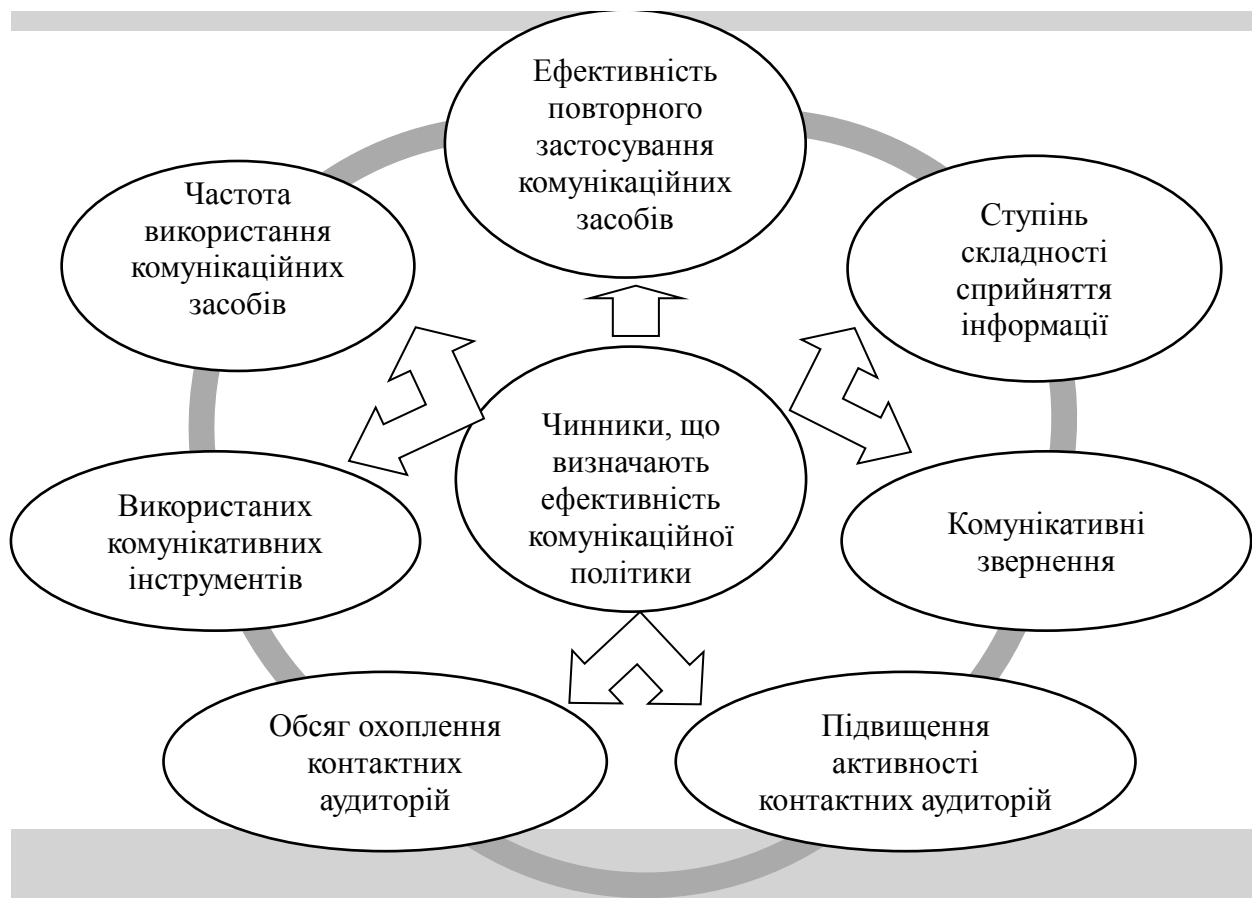 Ефективність
повторного
застосування
комунікаційних
засобів
Частота
використання
комунікаційних
засобів
Ступінь
складності
сприйняття
інформації
Чинники, що
визначають
ефективність
комунікаційної
політики
Використаних
комунікативних
інструментів
Комунікативні
звернення
Обсяг охоплення
контактних
аудиторій
Підвищення
активності
контактних аудиторій